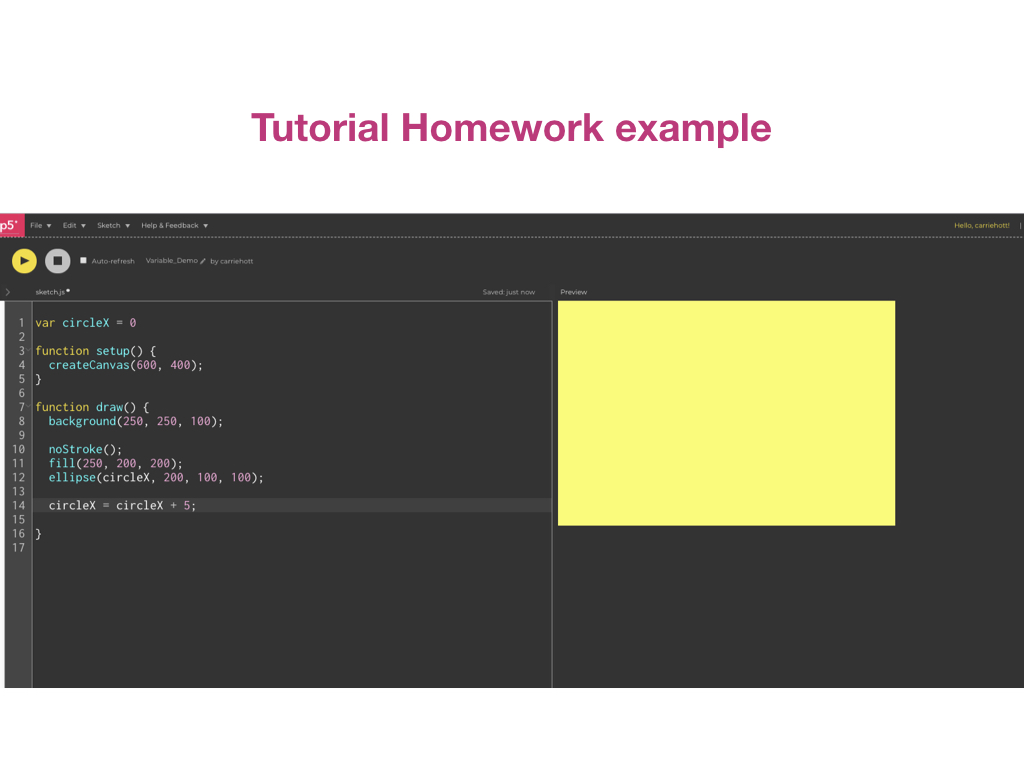 Tutorial Homework example
p5* File ▼ Edit ▼ Sketch ▼ Help & Feedback ▼ Hello, carriehott! |
Auto-refresh Variable_Demo by carriehott
> sketch.js● Saved: just now Preview
1 var circleX = 0
2
3 function setup() {
4 createCanvas(600, 400);
5 }
6
7 function draw() {
8 background(250, 250, 100);
9
10 noStroke();
11 fill(250, 200, 200);
12 ellipse(circleX, 200, 100, 100);
13
14 circleX = circleX + 5;
15
16 }
17